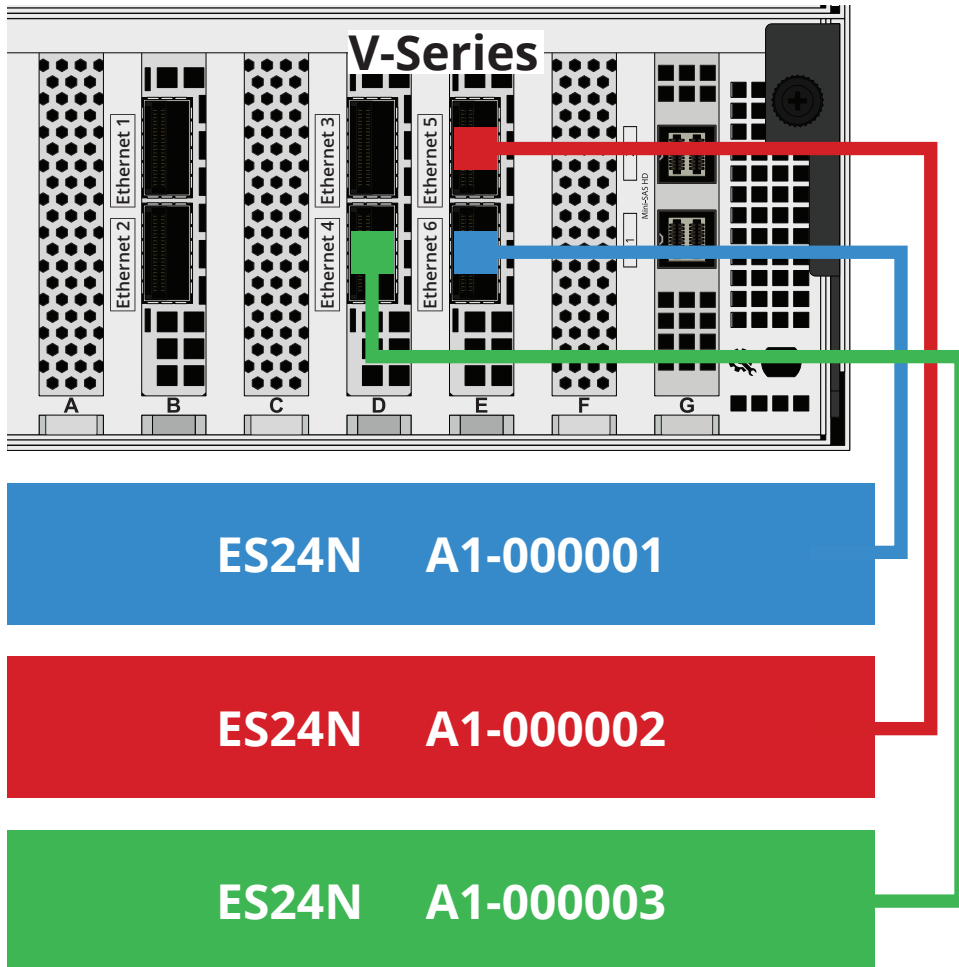 V-Series
Ethernet 1
Ethernet 3
Ethernet 5
Ethernet 2
Ethernet 4
Ethernet 6
Mini-SAS HD
1
A B C D E F G
ES24N A1-000001
ES24N A1-000002
ES24N A1-000003